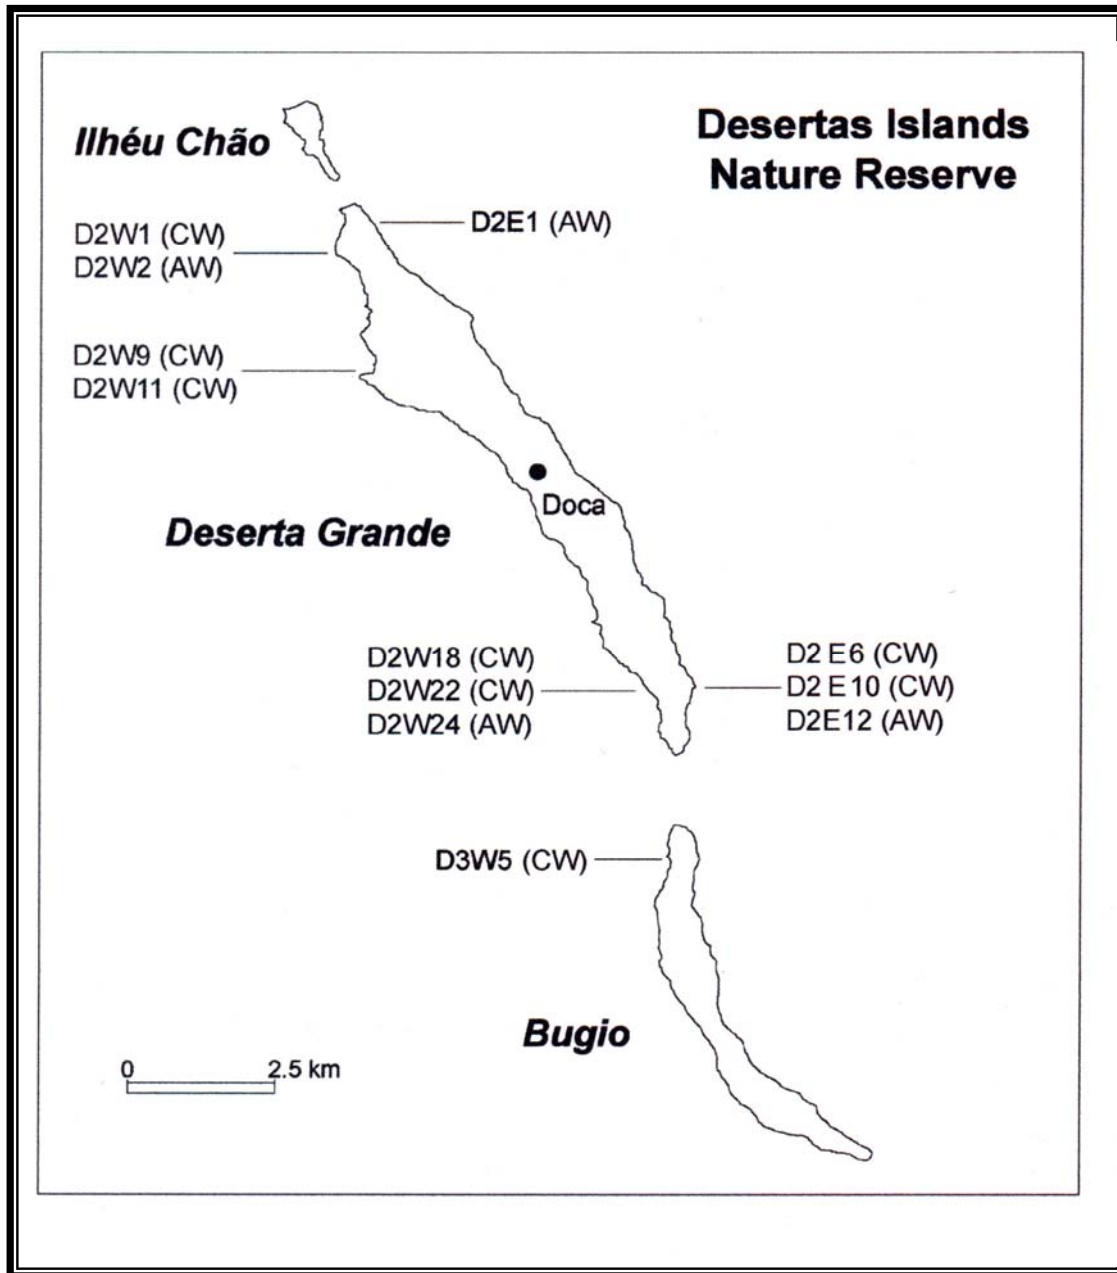 Desertas Islands
Nature Reserve
Ilhéu Chão
D2E1 (AW)
D2W1 (CW)
D2W2 (AW)
D2W9 (CW)
D2W11 (CW)
Doca
Deserta Grande
D2W18 (CW)
D2W22 (CW)
D2W24 (AW)
D2 E6 (CW)
D2 E10 (CW)
D2E12 (AW)
D3W5 (CW)
Bugio
0 2.5 km